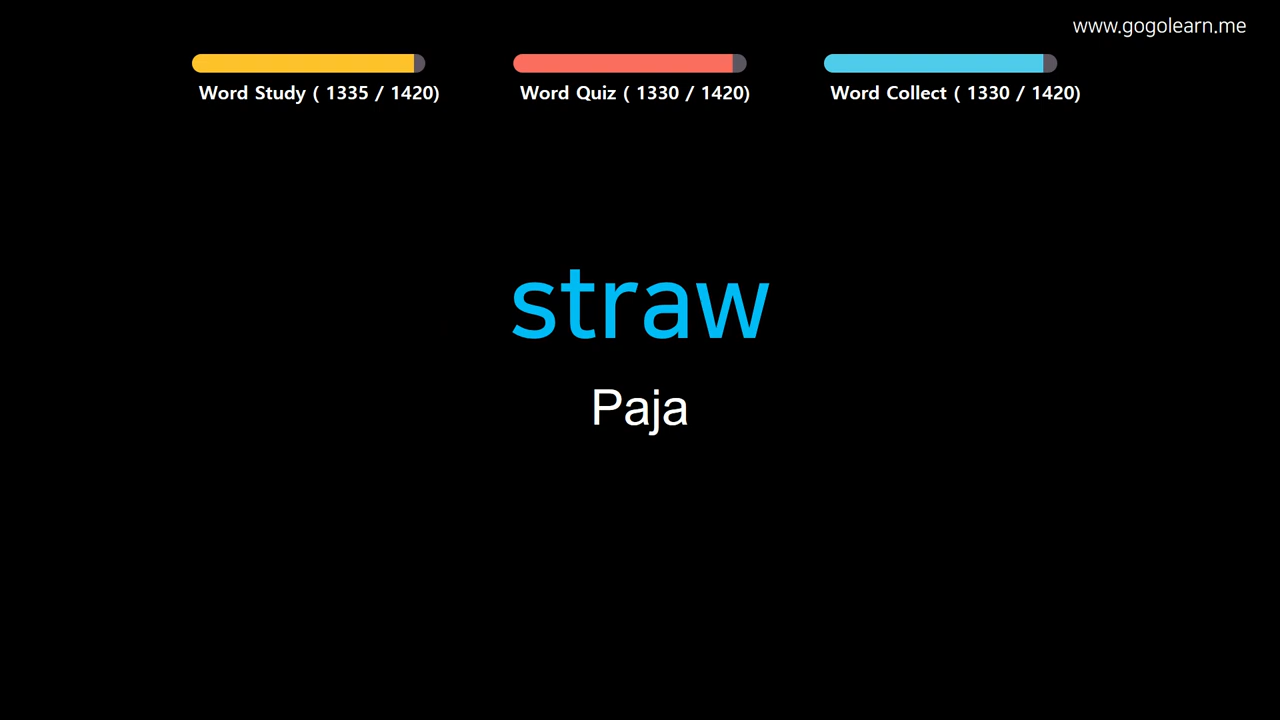 www.gogolearn.me
Word Study ( 1335 / 1420)
Word Quiz ( 1330 / 1420)
Word Collect ( 1330 / 1420)
straw
Paja